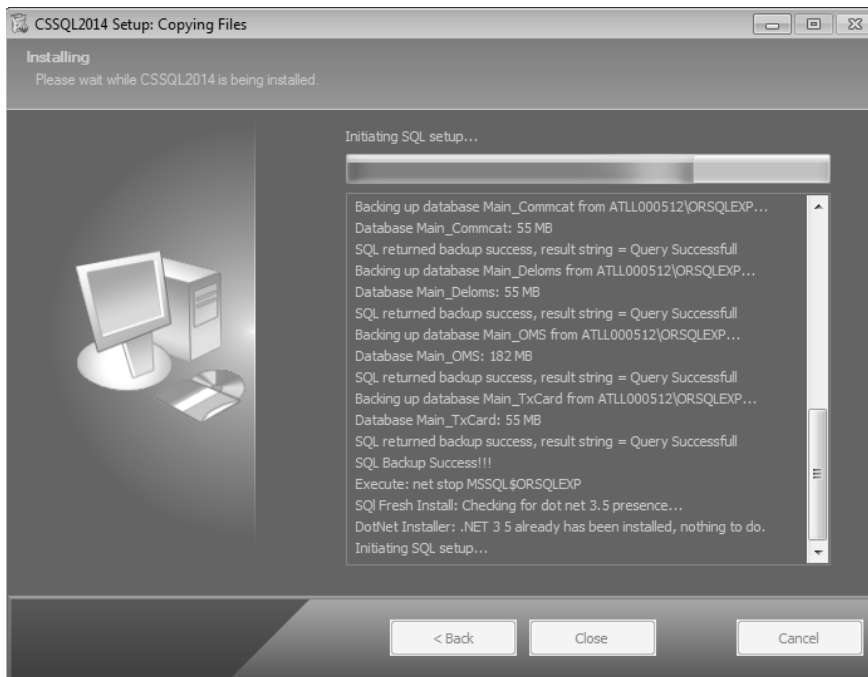 CSSQL2014 Setup: Copying Files
Installing
Please wait while CSSQL2014 is being installed.
Initiating SQL setup...
Backing up database Main_Commcat from ATLL000512\ORSQLEXP...
Database Main_Commcat: 55 MB
SQL returned backup success, result string = Query Successfull
Backing up database Main_Deloms from ATLL000512\ORSQLEXP...
Database Main_Deloms: 55 MB
SQL returned backup success, result string = Query Successfull
Backing up database Main_OMS from ATLL000512\ORSQLEXP...
Database Main_OMS: 182 MB
SQL returned backup success, result string = Query Successfull
Backing up database Main_TxCard from ATLL000512\ORSQLEXP...
Database Main_TxCard: 55 MB
SQL returned backup success, result string = Query Successfull
SQL Backup Success!!!
Execute: net stop MSSQL$ORSQLEXP
SQl Fresh Install: Checking for dot net 3.5 presence...
DotNet Installer: .NET 3 5 already has been installed, nothing to do.
Initiating SQL setup...
< Back
Close
Cancel